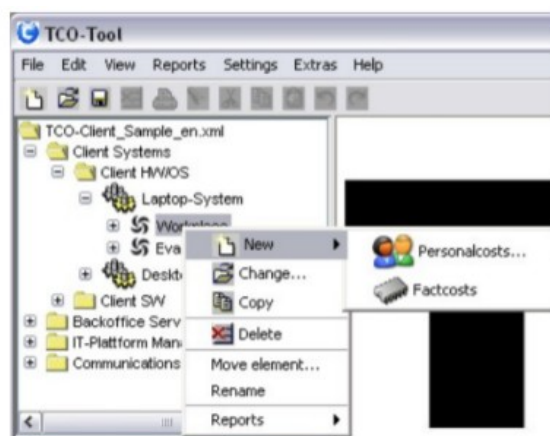 TCO-Tool
File Edit View Reports Settings Extras Help
TCO-Client_Sample_en.xml
Client Systems
Client HW/OS
Laptop-System
New
Personalcosts...
Eva
Change...
Factcosts
Copy
Client SW
Backoffice Serv
Delete
IT-Plattform Man
Communications
Move element...
Rename
Reports